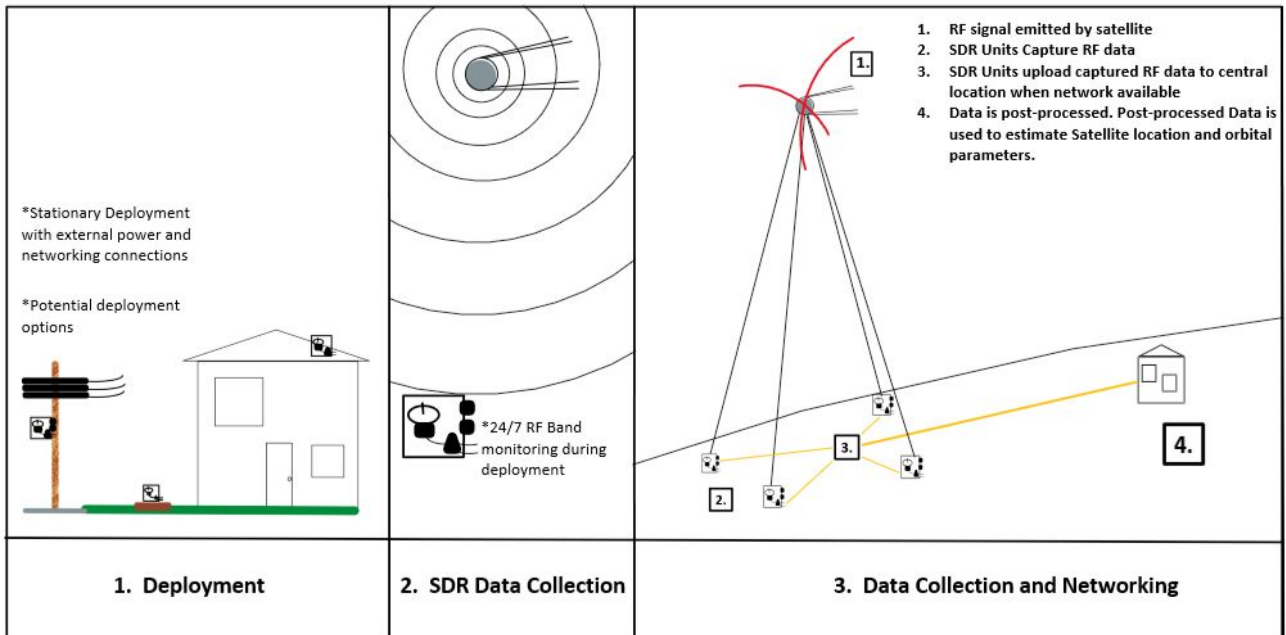 *Stationary Deployment
with external power and
networking connections
*Potential deployment
options
1. Deployment
*24/7 RF Band
monitoring during
deployment
2. SDR Data Collection
1. RF signal emitted by satellite
2. SDR Units Capture RF data
3. SDR Units upload captured RF data to central
location when network available
4. Data is post-processed. Post-processed Data is
used to estimate Satellite location and orbital
parameters.
1.
2.
3.
4.
3. Data Collection and Networking